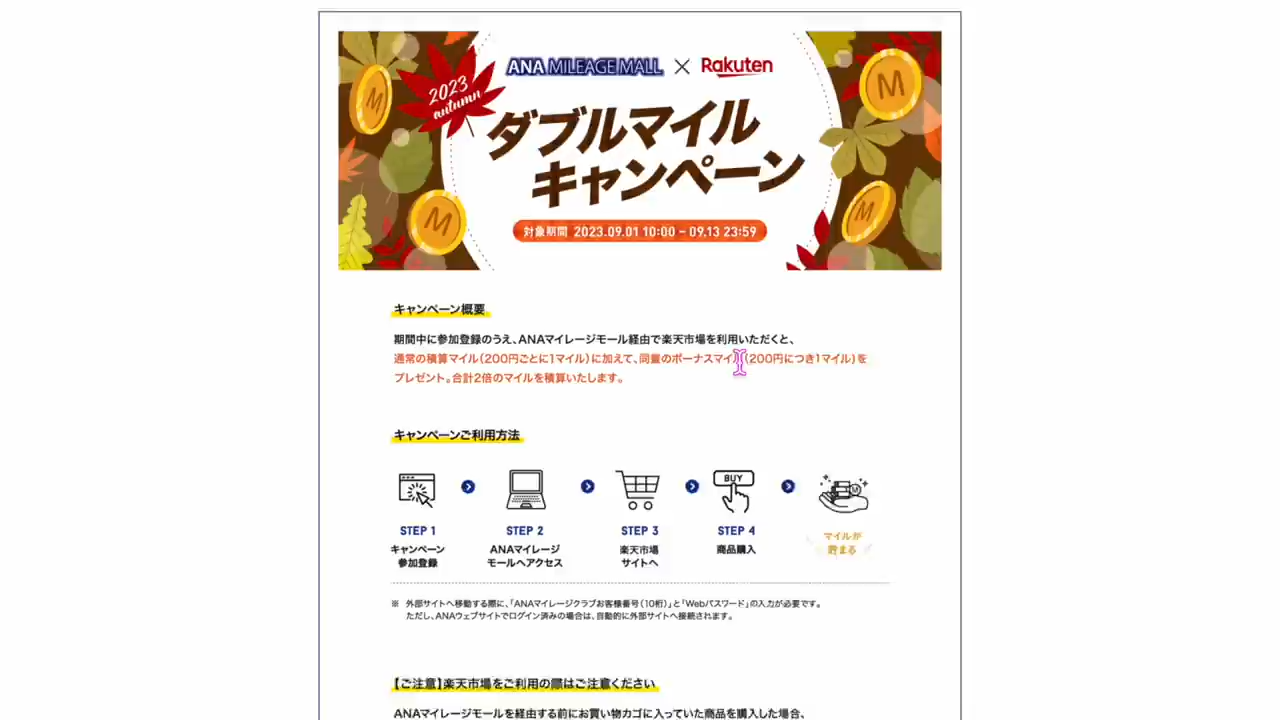 2023
autumn
ANA MILEAGE MALL × Rakuten
ダブルマイル
キャンペーン
対象期間 2023.09.01 10:00 - 09.13 23:59
キャンペーン概要
期間中に参加登録のうえ、ANAマイレージモール経由で楽天市場を利用いただくと、
通常の積算マイル（200円ごとに1マイル）に加えて、同量のボーナスマイ（200円につき1マイル）を
プレゼント。合計2倍のマイルを積算いたします。
キャンペーンご利用方法
BUY
STEP 1
キャンペーン
参加登録
STEP 2
ANAマイレージ
モールへアクセス
STEP 3
楽天市場
サイトへ
STEP 4
商品購入
マイルが
貯まる
※ 外部サイトへ移動する際に、「ANAマイレージクラブお客様番号（10桁）」と「Webパスワード」の入力が必要です。
ただし、ANAウェブサイトでログイン済みの場合は、自動的に外部サイトへ接続されます。
【ご注意】楽天市場をご利用の際はご注意ください
ANAマイレージモールを経由する前にお買い物カゴに入っていた商品を購入した場合、